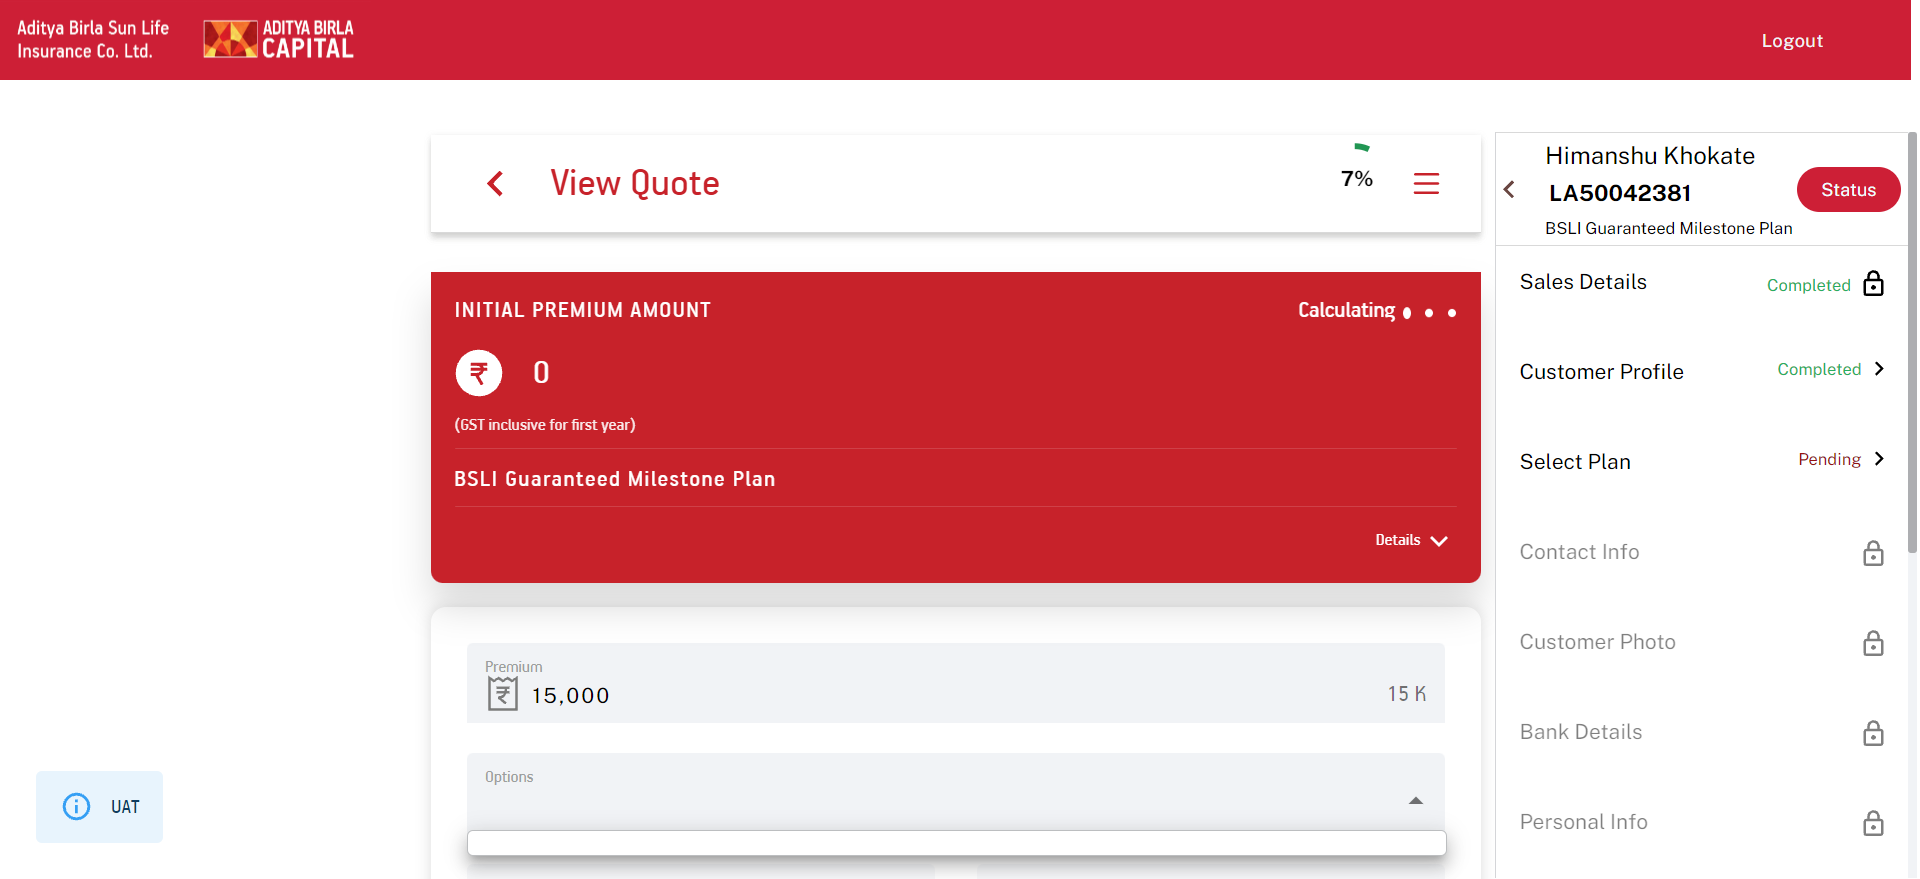 Aditya Birla Sun Life
Insurance Co. Ltd.
ADITYA BIRLA
CAPITAL
Logout
View Quote
7%
INITIAL PREMIUM AMOUNT
Calculating
₹ 0
(GST inclusive for first year)
BSLI Guaranteed Milestone Plan
Details
Premium
₹ 15,000
15 K
Options
UAT
Himanshu Khokate
LA50042381
Status
BSLI Guaranteed Milestone Plan
Sales Details
Completed
Customer Profile
Completed
Select Plan
Pending
Contact Info
Customer Photo
Bank Details
Personal Info